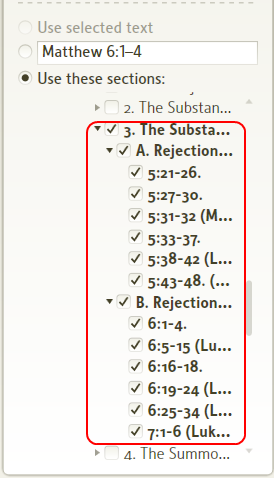 Use selected text
Matthew 6:1–4
Use these sections:
2. The Substan...
3. The Substa...
A. Rejection...
5:21-26.
5:27-30.
5:31-32 (M...
5:33-37.
5:38-42 (L...
5:43-48. (...
B. Rejection...
6:1-4.
6:5-15 (Lu...
6:16-18.
6:19-24 (L...
6:25-34 (L...
7:1-6 (Luk...
4. The Summo...